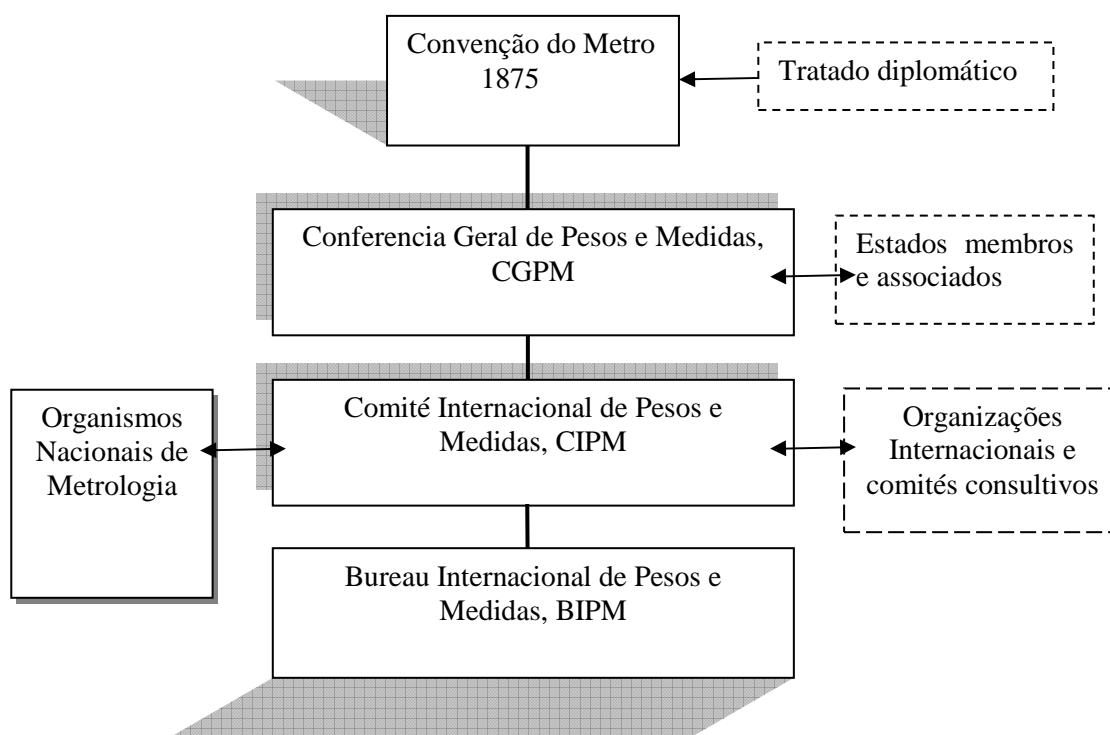 Convenção do Metro
1875
Tratado diplomático
Conferencia Geral de Pesos e Medidas,
CGPM
Estados membros
e associados
Organismos
Nacionais de
Metrologia
Comité Internacional de Pesos e
Medidas, CIPM
Organizações
Internacionais e
comités consultivos
Bureau Internacional de Pesos e
Medidas, BIPM